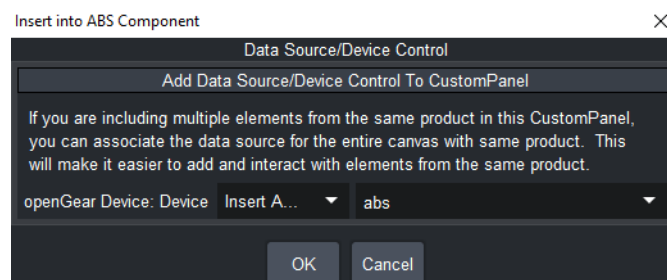 Insert into ABS Component
Data Source/Device Control
Add Data Source/Device Control To CustomPanel
If you are including multiple elements from the same product in this CustomPanel,
you can associate the data source for the entire canvas with same product. This
will make it easier to add and interact with elements from the same product.
openGear Device: Device Insert A... abs
OK Cancel